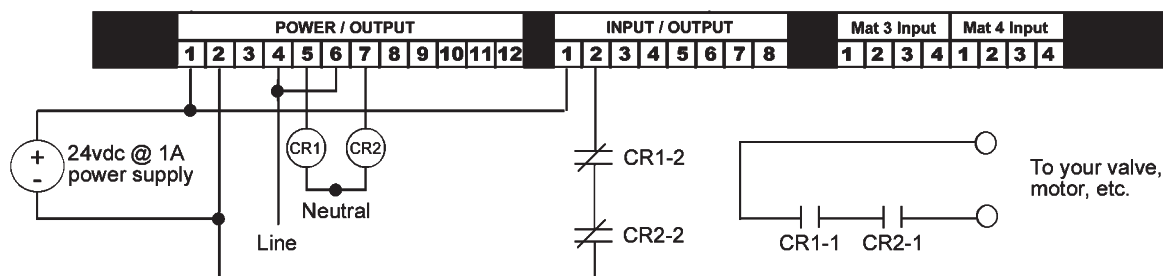 POWER / OUTPUT
1 2 3 4 5 6 7 8 9 10 11 12
INPUT / OUTPUT
1 2 3 4 5 6 7 8
Mat 3 Input Mat 4 Input
1 2 3 4 1 2 3 4
+
-
24vdc @ 1A
power supply
CR1
CR2
Neutral
Line
CR1-2
CR2-2
To your valve,
motor, etc.
CR1-1
CR2-1